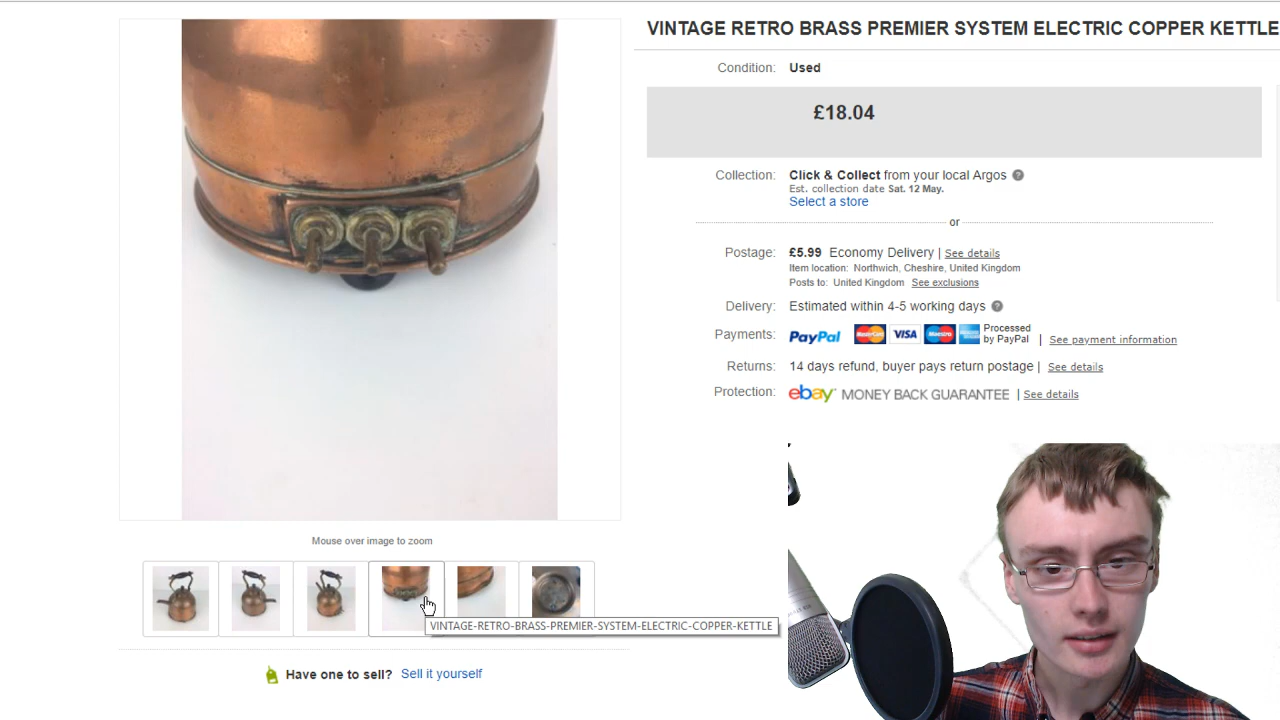 VINTAGE RETRO BRASS PREMIER SYSTEM ELECTRIC COPPER KETTLE
Condition: Used
£18.04
Collection: Click & Collect from your local Argos
Est. collection date Sat. 12 May.
Select a store
or
Postage: £5.99 Economy Delivery | See details
Item location: Northwich, Cheshire, United Kingdom
Posts to: United Kingdom See exclusions
Delivery: Estimated within 4-5 working days
Payments: PayPal MasterCard VISA Maestro Processed by PayPal | See payment information
Returns: 14 days refund, buyer pays return postage | See details
Protection: ebay MONEY BACK GUARANTEE | See details
Mouse over image to zoom
VINTAGE-RETRO-BRASS-PREMIER-SYSTEM-ELECTRIC-COPPER-KETTLE
Have one to sell? Sell it yourself